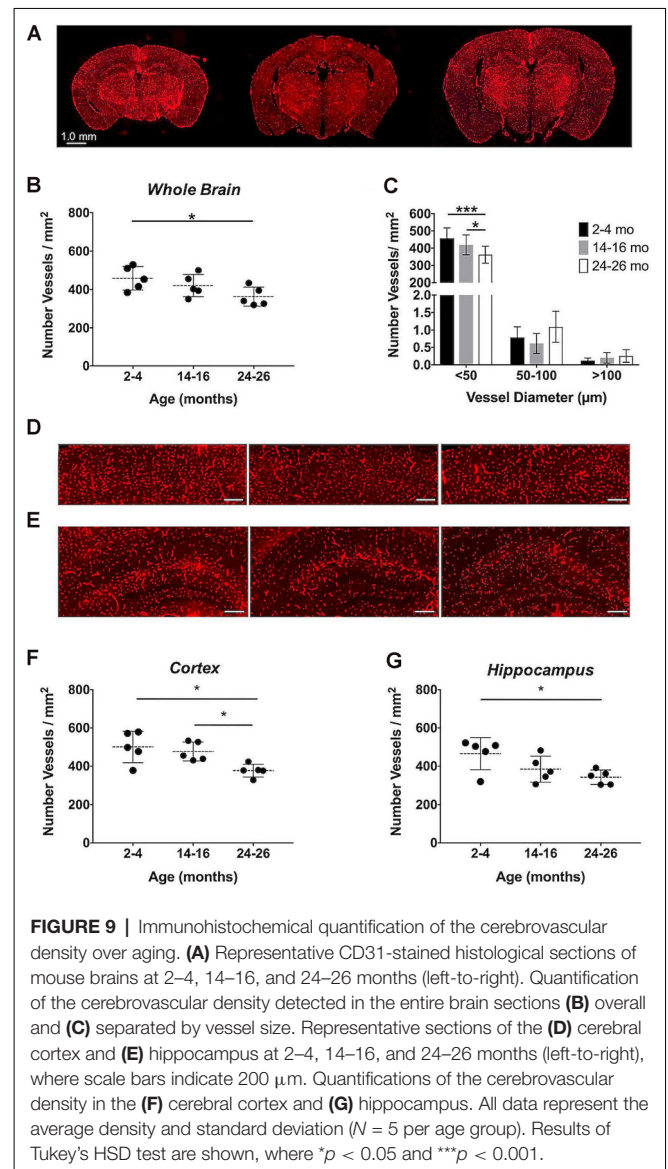 A
1.0 mm
B
Whole Brain
Number Vessels/ mm²
800
600
400
200
0
*
2-4
14-16
24-26
Age (months)
C
Number Vessels/ mm²
600
500
400
300
200
2.0
1.5
1.0
0.5
0.0
***
*
2-4 mo
14-16 mo
24-26 mo
<50
50-100
>100
Vessel Diameter (µm)
D
E
F
Cortex
Number Vessels / mm²
800
600
400
200
0
*
*
2-4
14-16
24-26
Age (months)
G
Hippocampus
Number Vessels / mm²
800
600
400
200
0
*
2-4
14-16
24-26
Age (months)
FIGURE 9 | Immunohistochemical quantification of the cerebrovascular
density over aging. (A) Representative CD31-stained histological sections of
mouse brains at 2–4, 14–16, and 24–26 months (left-to-right). Quantification
of the cerebrovascular density detected in the entire brain sections (B) overall
and (C) separated by vessel size. Representative sections of the (D) cerebral
cortex and (E) hippocampus at 2–4, 14–16, and 24–26 months (left-to-right),
where scale bars indicate 200 μm. Quantifications of the cerebrovascular
density in the (F) cerebral cortex and (G) hippocampus. All data represent the
average density and standard deviation (N = 5 per age group). Results of
Tukey's HSD test are shown, where *p < 0.05 and ***p < 0.001.